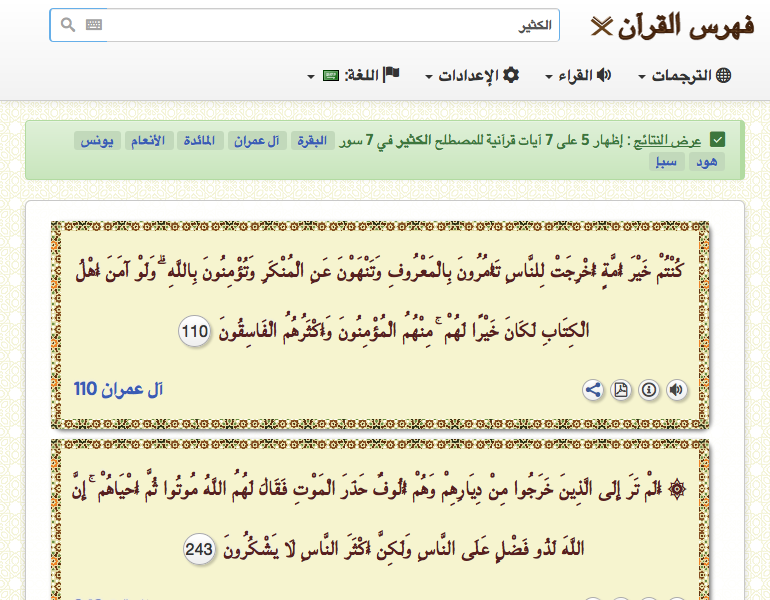 فهرس القرآن
الكثير
الترجمات القراء الإعدادات اللغة:
عرض النتائج : إظهار 5 على 7 آيات قرآنية للمصطلح الكثير في 7 سور البقرة آل عمران المائدة الأنعام يونس
هود سبإ
كُنْتُمْ خَيْرَ أُمَّةٍ أُخْرِجَتْ لِلنَّاسِ تَأْمُرُونَ بِالْمَعْرُوفِ وَتَنْهَوْنَ عَنِ الْمُنْكَرِ وَتُؤْمِنُونَ بِاللَّهِ ۗ وَلَوْ آمَنَ أَهْلُ
الْكِتَابِ لَكَانَ خَيْرًا لَهُمْ ۚ مِنْهُمُ الْمُؤْمِنُونَ وَأَكْثَرُهُمُ الْفَاسِقُونَ 110
آل عمران 110
۞ أَلَمْ تَرَ إِلَى الَّذِينَ خَرَجُوا مِنْ دِيَارِهِمْ وَهُمْ أُلُوفٌ حَذَرَ الْمَوْتِ فَقَالَ لَهُمُ اللَّهُ مُوتُوا ثُمَّ أَحْيَاهُمْ ۚ إِنَّ
اللَّهَ لَذُو فَضْلٍ عَلَى النَّاسِ وَلَكِنَّ أَكْثَرَ النَّاسِ لَا يَشْكُرُونَ 243